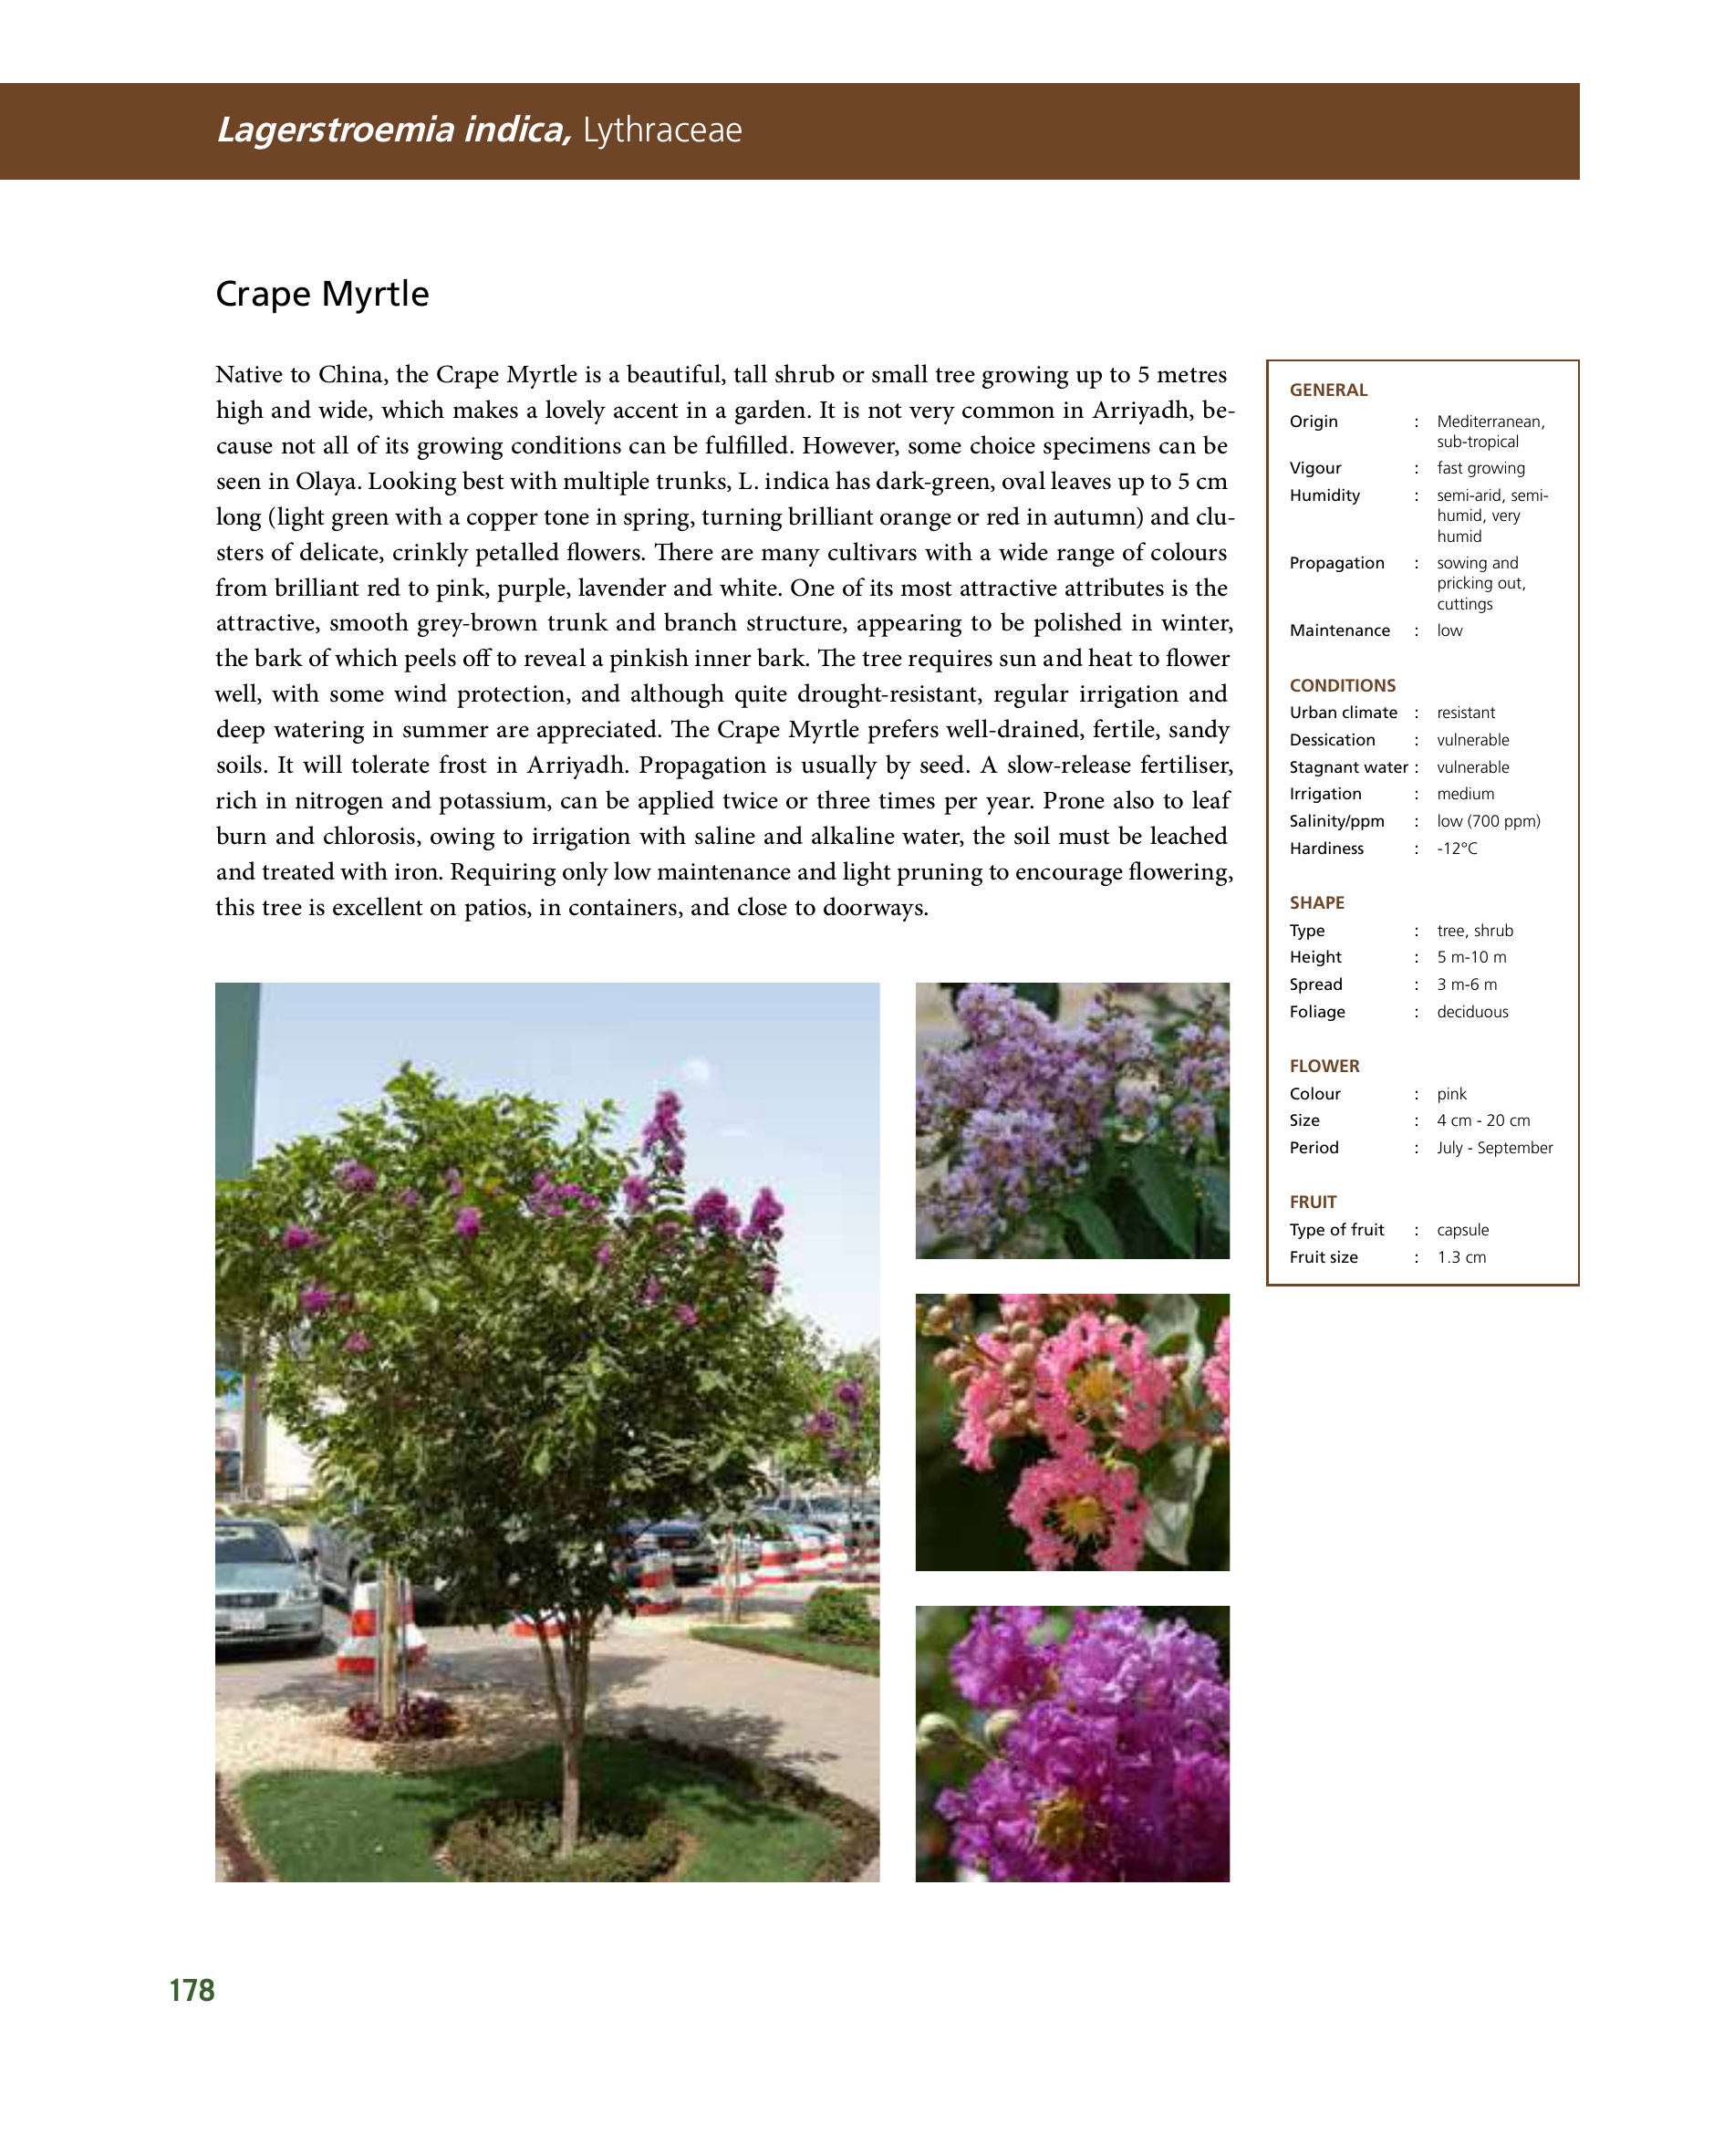 Lagerstroemia indica, Lythraceae
Crape Myrtle
Native to China, the Crape Myrtle is a beautiful, tall shrub or small tree growing up to 5 metres
high and wide, which makes a lovely accent in a garden. It is not very common in Arriyadh, be-
cause not all of its growing conditions can be fulfilled. However, some choice specimens can be
seen in Olaya. Looking best with multiple trunks, L. indica has dark-green, oval leaves up to 5 cm
long (light green with a copper tone in spring, turning brilliant orange or red in autumn) and clu-
sters of delicate, crinkly petalled flowers. There are many cultivars with a wide range of colours
from brilliant red to pink, purple, lavender and white. One of its most attractive attributes is the
attractive, smooth grey-brown trunk and branch structure, appearing to be polished in winter,
the bark of which peels off to reveal a pinkish inner bark. The tree requires sun and heat to flower
well, with some wind protection, and although quite drought-resistant, regular irrigation and
deep watering in summer are appreciated. The Crape Myrtle prefers well-drained, fertile, sandy
soils. It will tolerate frost in Arriyadh. Propagation is usually by seed. A slow-release fertiliser,
rich in nitrogen and potassium, can be applied twice or three times per year. Prone also to leaf
burn and chlorosis, owing to irrigation with saline and alkaline water, the soil must be leached
and treated with iron. Requiring only low maintenance and light pruning to encourage flowering,
this tree is excellent on patios, in containers, and close to doorways.
GENERAL
Origin : Mediterranean,
sub-tropical
Vigour : fast growing
Humidity : semi-arid, semi-
humid, very
humid
Propagation : sowing and
pricking out,
cuttings
Maintenance : low
CONDITIONS
Urban climate : resistant
Dessication : vulnerable
Stagnant water : vulnerable
Irrigation : medium
Salinity/ppm : low (700 ppm)
Hardiness : -12°C
SHAPE
Type : tree, shrub
Height : 5 m-10 m
Spread : 3 m-6 m
Foliage : deciduous
FLOWER
Colour : pink
Size : 4 cm - 20 cm
Period : July - September
FRUIT
Type of fruit : capsule
Fruit size : 1.3 cm
178